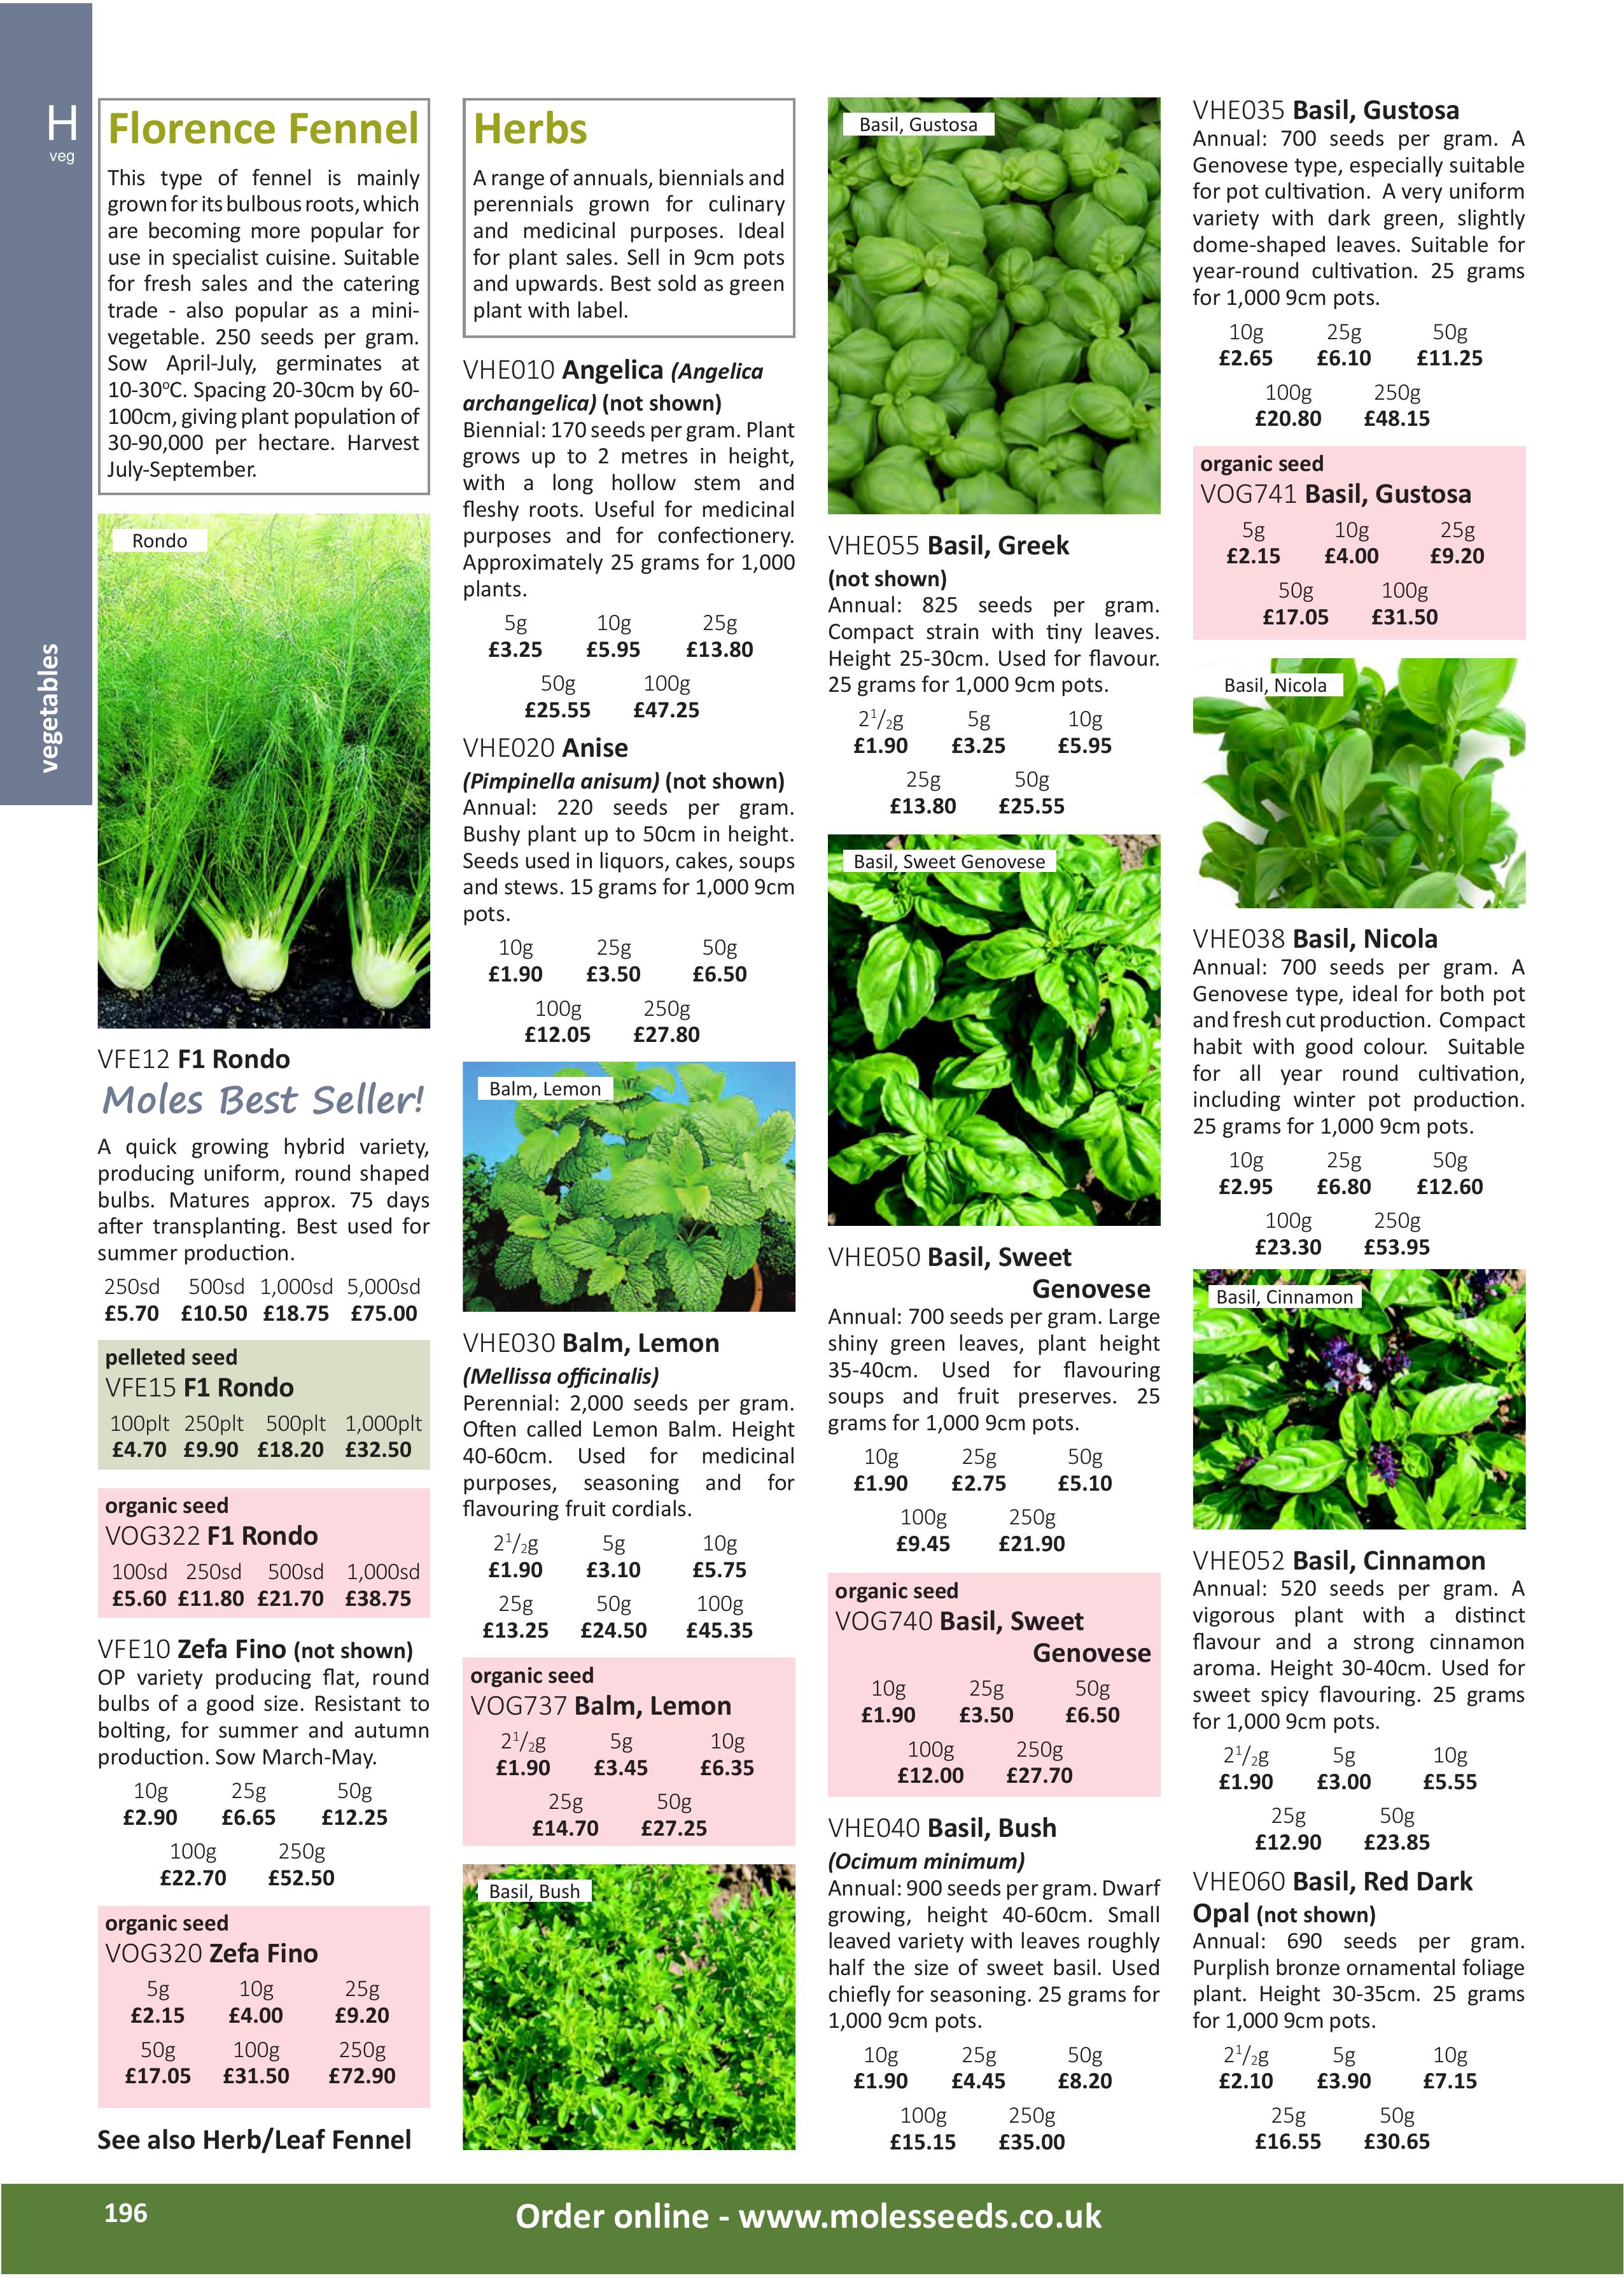 H
veg
vegetables
Florence Fennel
This type of fennel is mainly
grown for its bulbous roots, which
are becoming more popular for
use in specialist cuisine. Suitable
for fresh sales and the catering
trade - also popular as a mini-
vegetable. 250 seeds per gram.
Sow April-July, germinates at
10-30°C. Spacing 20-30cm by 60-
100cm, giving plant population of
30-90,000 per hectare. Harvest
July-September.
Rondo
VFE12 F1 Rondo
Moles Best Seller!
A quick growing hybrid variety,
producing uniform, round shaped
bulbs. Matures approx. 75 days
after transplanting. Best used for
summer production.
250sd 500sd 1,000sd 5,000sd
£5.70 £10.50 £18.75 £75.00
pelleted seed
VFE15 F1 Rondo
100plt 250plt 500plt 1,000plt
£4.70 £9.90 £18.20 £32.50
organic seed
VOG322 F1 Rondo
100sd 250sd 500sd 1,000sd
£5.60 £11.80 £21.70 £38.75
VFE10 Zefa Fino (not shown)
OP variety producing flat, round
bulbs of a good size. Resistant to
bolting, for summer and autumn
production. Sow March-May.
10g 25g 50g
£2.90 £6.65 £12.25
100g 250g
£22.70 £52.50
organic seed
VOG320 Zefa Fino
5g 10g 25g
£2.15 £4.00 £9.20
50g 100g 250g
£17.05 £31.50 £72.90
See also Herb/Leaf Fennel
Herbs
A range of annuals, biennials and
perennials grown for culinary
and medicinal purposes. Ideal
for plant sales. Sell in 9cm pots
and upwards. Best sold as green
plant with label.
VHE010 Angelica (Angelica
archangelica) (not shown)
Biennial: 170 seeds per gram. Plant
grows up to 2 metres in height,
with a long hollow stem and
fleshy roots. Useful for medicinal
purposes and for confectionery.
Approximately 25 grams for 1,000
plants.
5g 10g 25g
£3.25 £5.95 £13.80
50g 100g
£25.55 £47.25
VHE020 Anise
(Pimpinella anisum) (not shown)
Annual: 220 seeds per gram.
Bushy plant up to 50cm in height.
Seeds used in liquors, cakes, soups
and stews. 15 grams for 1,000 9cm
pots.
10g 25g 50g
£1.90 £3.50 £6.50
100g 250g
£12.05 £27.80
Balm, Lemon
VHE030 Balm, Lemon
(Mellissa officinalis)
Perennial: 2,000 seeds per gram.
Often called Lemon Balm. Height
40-60cm. Used for medicinal
purposes, seasoning and for
flavouring fruit cordials.
2½g 5g 10g
£1.90 £3.10 £5.75
25g 50g 100g
£13.25 £24.50 £45.35
organic seed
VOG737 Balm, Lemon
2½g 5g 10g
£1.90 £3.45 £6.35
25g 50g
£14.70 £27.25
Basil, Bush
Basil, Gustosa
VHE055 Basil, Greek
(not shown)
Annual: 825 seeds per gram.
Compact strain with tiny leaves.
Height 25-30cm. Used for flavour.
25 grams for 1,000 9cm pots.
2½g 5g 10g
£1.90 £3.25 £5.95
25g 50g
£13.80 £25.55
Basil, Sweet Genovese
VHE050 Basil, Sweet
Genovese
Annual: 700 seeds per gram. Large
shiny green leaves, plant height
35-40cm. Used for flavouring
soups and fruit preserves. 25
grams for 1,000 9cm pots.
10g 25g 50g
£1.90 £2.75 £5.10
100g 250g
£9.45 £21.90
organic seed
VOG740 Basil, Sweet
Genovese
10g 25g 50g
£1.90 £3.50 £6.50
100g 250g
£12.00 £27.70
VHE040 Basil, Bush
(Ocimum minimum)
Annual: 900 seeds per gram. Dwarf
growing, height 40-60cm. Small
leaved variety with leaves roughly
half the size of sweet basil. Used
chiefly for seasoning. 25 grams for
1,000 9cm pots.
10g 25g 50g
£1.90 £4.45 £8.20
100g 250g
£15.15 £35.00
VHE035 Basil, Gustosa
Annual: 700 seeds per gram. A
Genovese type, especially suitable
for pot cultivation. A very uniform
variety with dark green, slightly
dome-shaped leaves. Suitable for
year-round cultivation. 25 grams
for 1,000 9cm pots.
10g 25g 50g
£2.65 £6.10 £11.25
100g 250g
£20.80 £48.15
organic seed
VOG741 Basil, Gustosa
5g 10g 25g
£2.15 £4.00 £9.20
50g 100g
£17.05 £31.50
Basil, Nicola
VHE038 Basil, Nicola
Annual: 700 seeds per gram. A
Genovese type, ideal for both pot
and fresh cut production. Compact
habit with good colour. Suitable
for all year round cultivation,
including winter pot production.
25 grams for 1,000 9cm pots.
10g 25g 50g
£2.95 £6.80 £12.60
100g 250g
£23.30 £53.95
Basil, Cinnamon
VHE052 Basil, Cinnamon
Annual: 520 seeds per gram. A
vigorous plant with a distinct
flavour and a strong cinnamon
aroma. Height 30-40cm. Used for
sweet spicy flavouring. 25 grams
for 1,000 9cm pots.
2½g 5g 10g
£1.90 £3.00 £5.55
25g 50g
£12.90 £23.85
VHE060 Basil, Red Dark
Opal (not shown)
Annual: 690 seeds per gram.
Purplish bronze ornamental foliage
plant. Height 30-35cm. 25 grams
for 1,000 9cm pots.
2½g 5g 10g
£2.10 £3.90 £7.15
25g 50g
£16.55 £30.65
196
Order online - www.molesseeds.co.uk